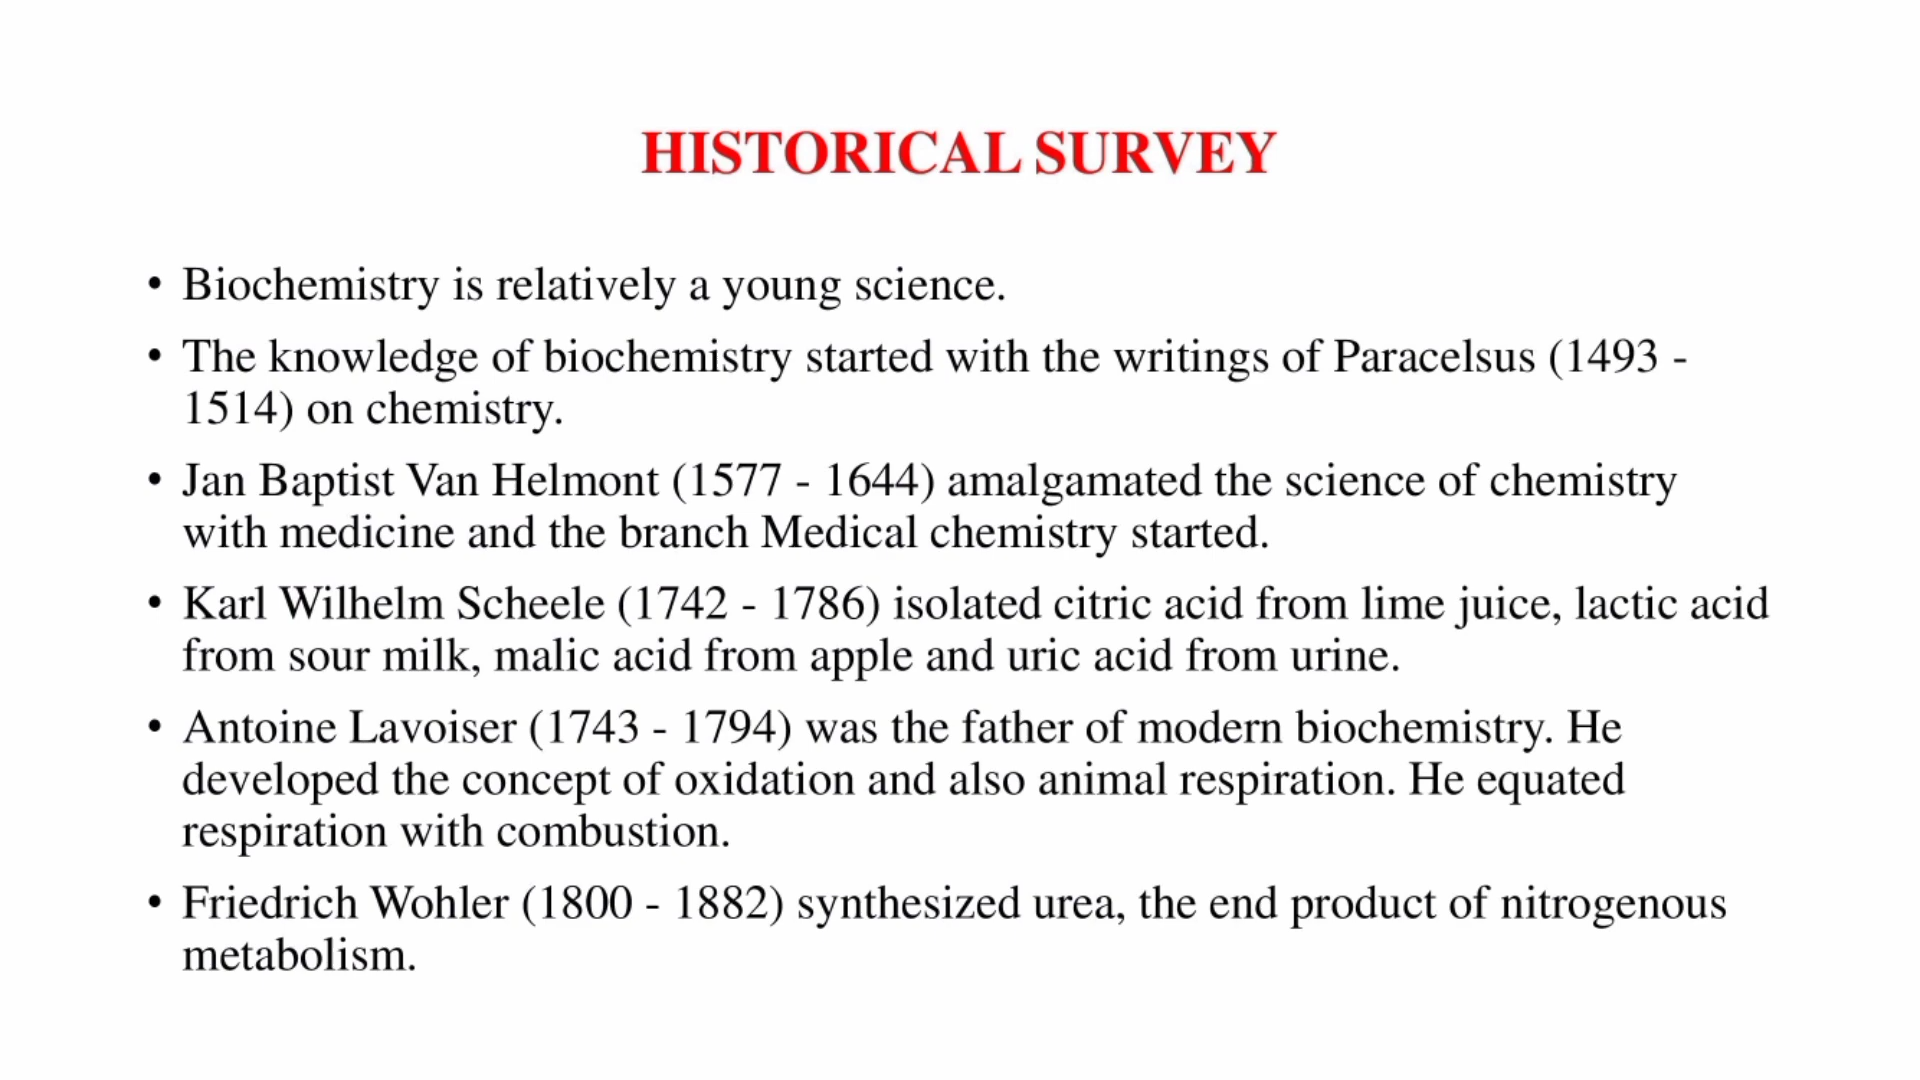 HISTORICAL SURVEY
• Biochemistry is relatively a young science.
• The knowledge of biochemistry started with the writings of Paracelsus (1493 -
1514) on chemistry.
• Jan Baptist Van Helmont (1577 - 1644) amalgamated the science of chemistry
with medicine and the branch Medical chemistry started.
• Karl Wilhelm Scheele (1742 - 1786) isolated citric acid from lime juice, lactic acid
from sour milk, malic acid from apple and uric acid from urine.
• Antoine Lavoiser (1743 - 1794) was the father of modern biochemistry. He
developed the concept of oxidation and also animal respiration. He equated
respiration with combustion.
• Friedrich Wohler (1800 - 1882) synthesized urea, the end product of nitrogenous
metabolism.